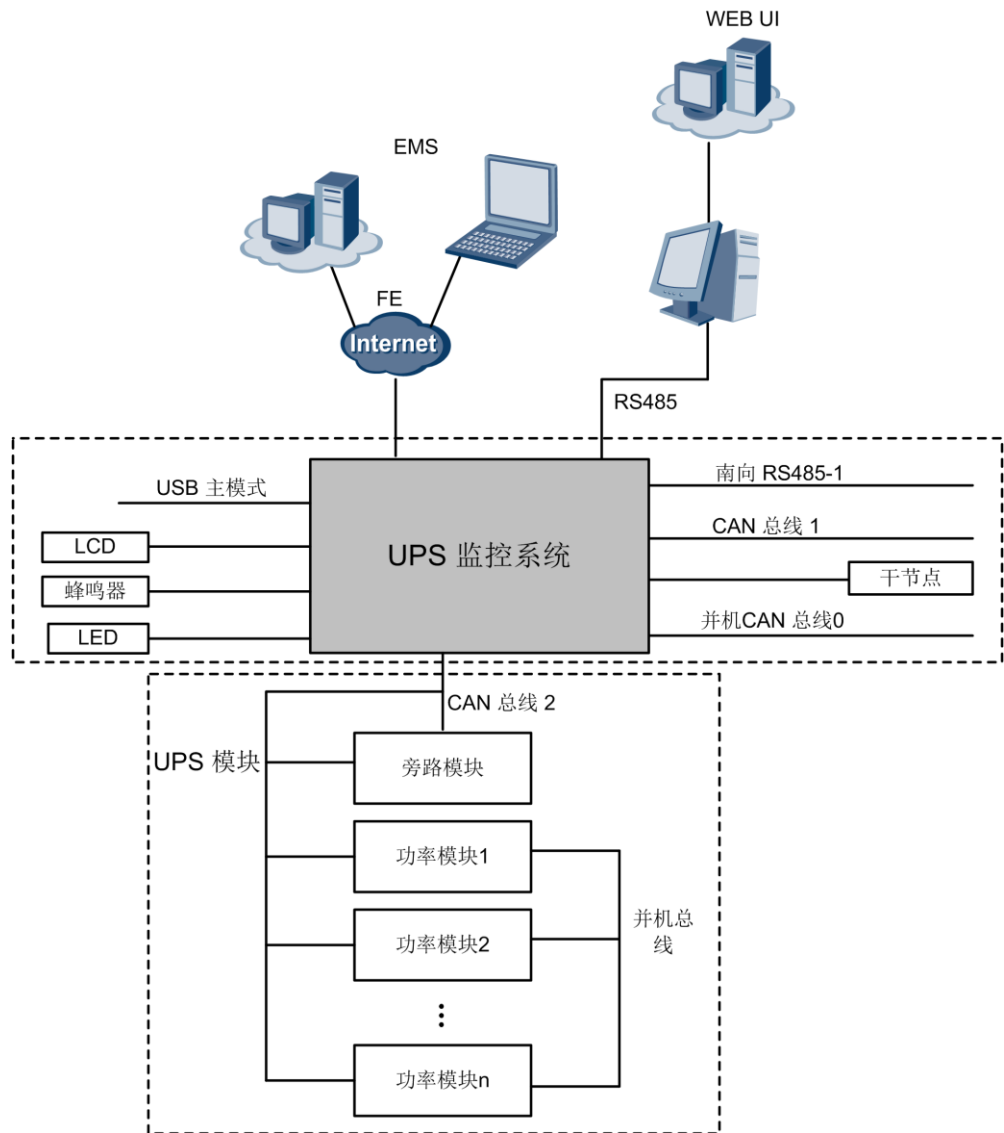 WEB UI
EMS
FE
Internet
RS485
USB 主模式
南向 RS485-1
LCD
CAN 总线 1
UPS 监控系统
蜂鸣器
干节点
LED
并机CAN 总线0
CAN 总线 2
UPS 模块
旁路模块
功率模块1
功率模块2
并机总
线
⋮
功率模块n